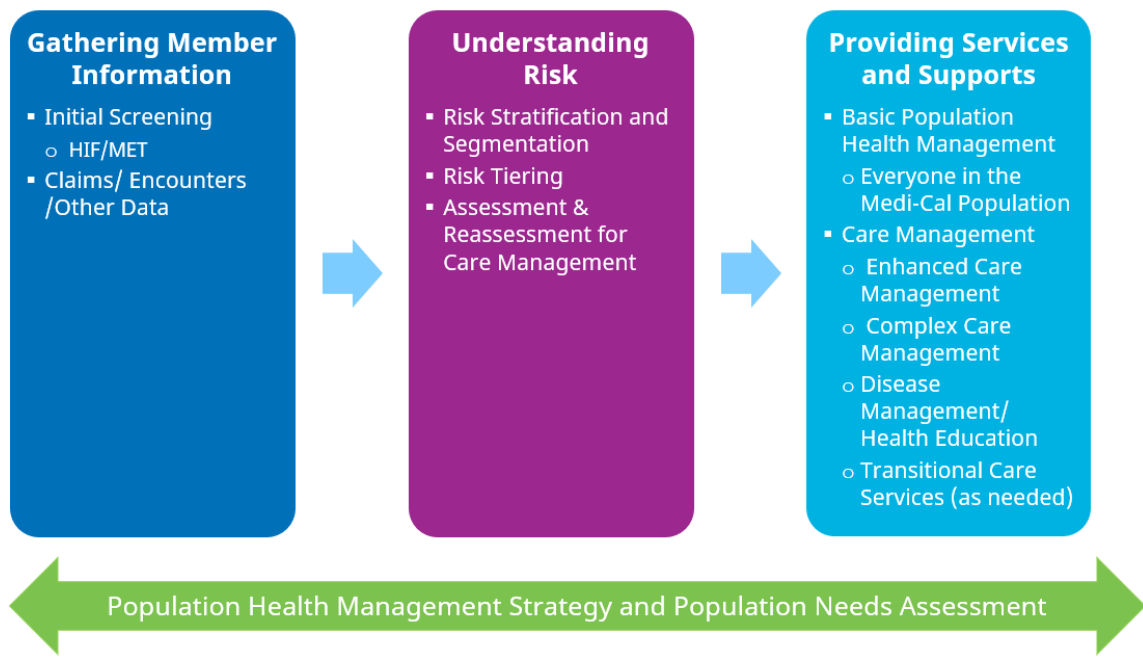 Gathering Member
Information
▪ Initial Screening
o HIF/MET
▪ Claims/ Encounters
/Other Data
Understanding
Risk
▪ Risk Stratification and
Segmentation
▪ Risk Tiering
▪ Assessment &
Reassessment for
Care Management
Providing Services
and Supports
▪ Basic Population
Health Management
o Everyone in the
Medi-Cal Population
▪ Care Management
o Enhanced Care
Management
o Complex Care
Management
o Disease
Management/
Health Education
o Transitional Care
Services (as needed)
Population Health Management Strategy and Population Needs Assessment